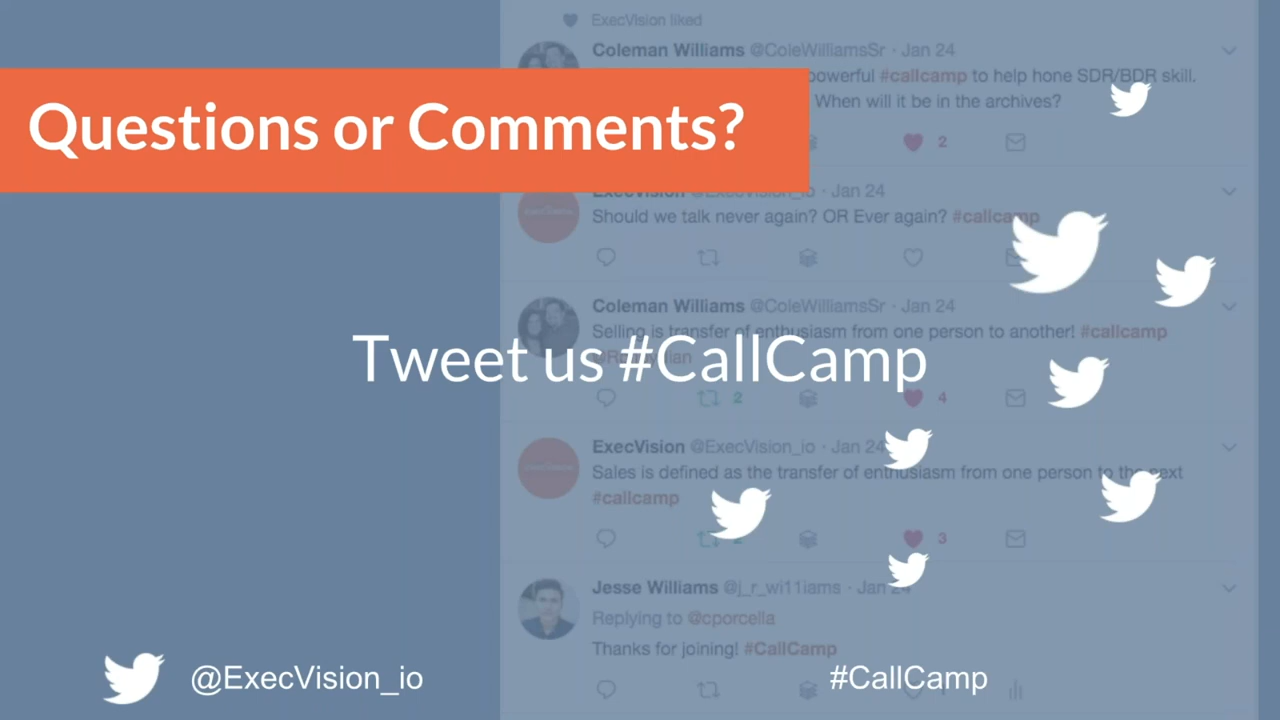 ExecVision liked
Coleman Williams @ColeWilliamsSr · Jan 24
powerful #callcamp to help hone SDR/BDR skill.
When will it be in the archives?
2
Questions or Comments?
ExecVision @ExecVision_io · Jan 24
Should we talk never again? OR Ever again? #callcamp
Coleman Williams @ColeWilliamsSr · Jan 24
Selling is transfer of enthusiasm from one person to another! #callcamp
Tweet us #CallCamp
2 4
ExecVision @ExecVision_io · Jan 24
Sales is defined as the transfer of enthusiasm from one person to the next
#callcamp
2 3
Jesse Williams @j_r_wi11iams · Jan 24
Replying to @cporcella
Thanks for joining! #CallCamp
@ExecVision_io
#CallCamp